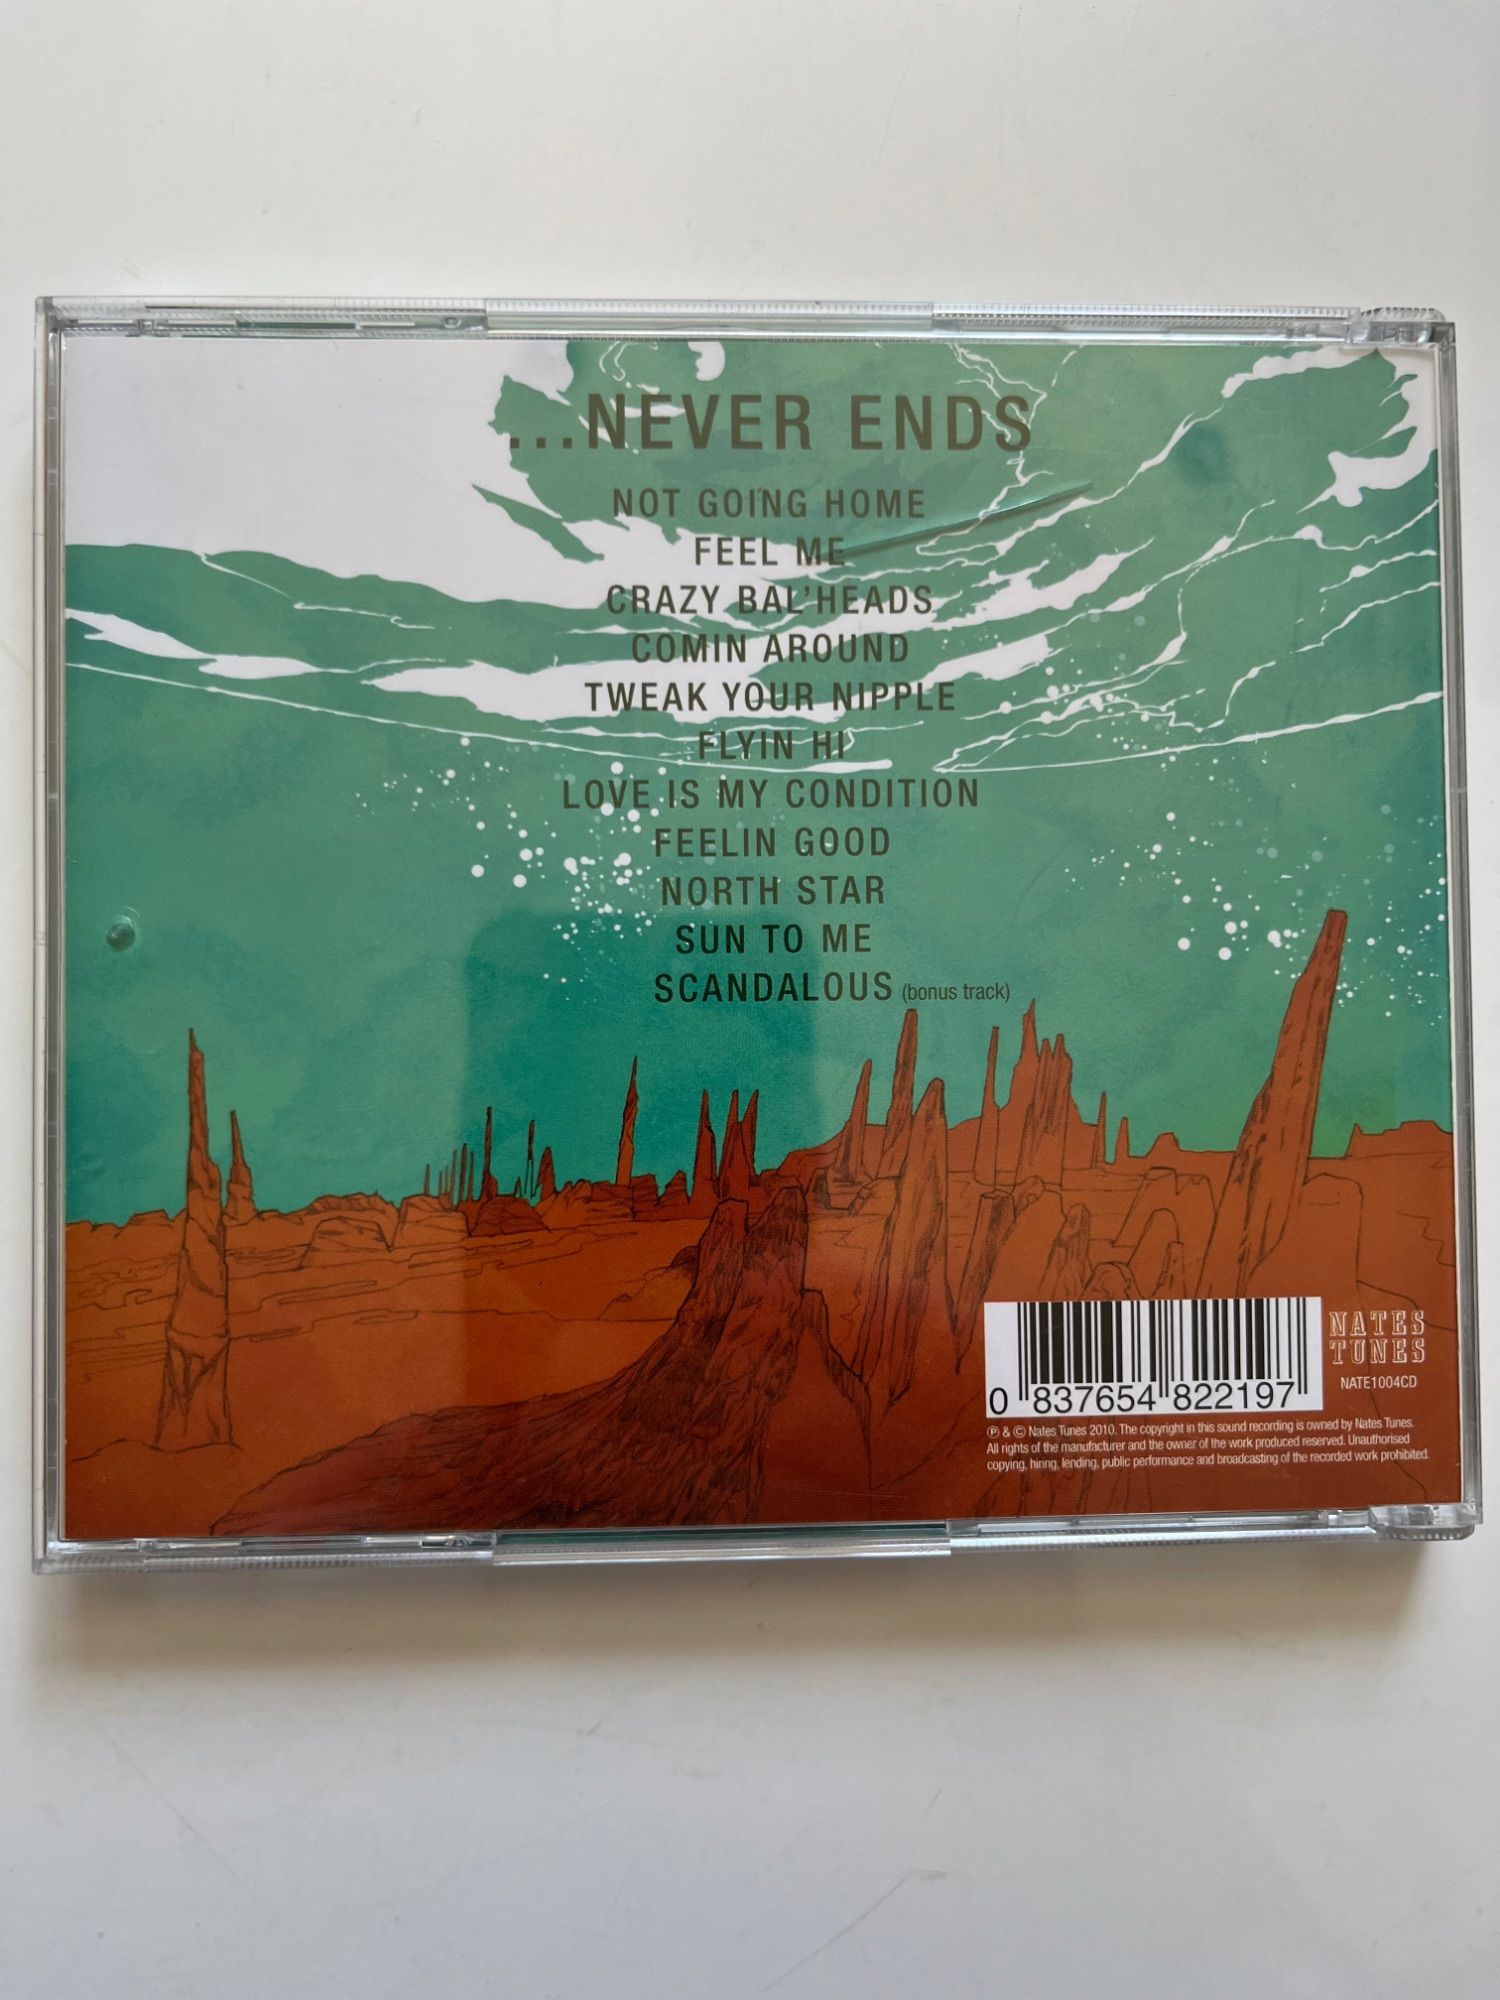 ...NEVER ENDS
NOT GOING HOME
FEEL ME
CRAZY BAL'HEADS
COMIN AROUND
TWEAK YOUR NIPPLE
FLYIN HI
LOVE IS MY CONDITION
FEELIN GOOD
NORTH STAR
SUN TO ME
SCANDALOUS (bonus track)
0 837654 822197
NATES
TUNES
NATE1004CD
℗ & © Nates Tunes 2010. The copyright in this sound recording is owned by Nates Tunes.
All rights of the manufacturer and the owner of the work produced reserved. Unauthorised
copying, hiring, lending, public performance and broadcasting of the recorded work prohibited.